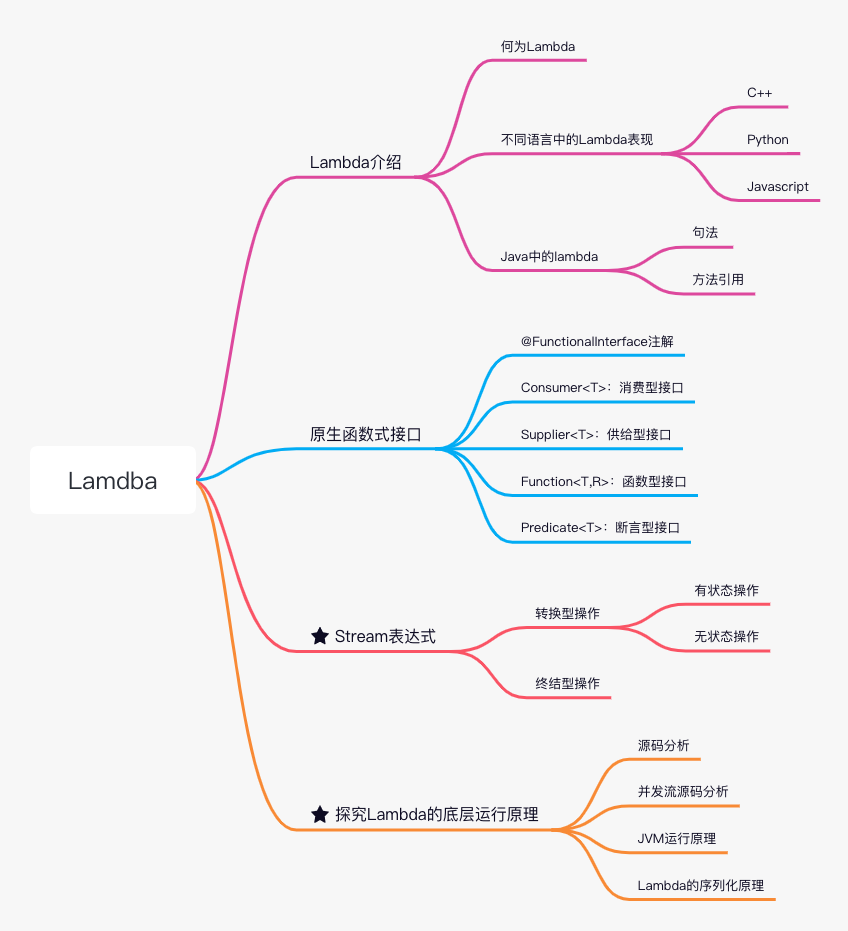 Lamdba
Lambda介绍
何为Lambda
不同语言中的Lambda表现
C++
Python
Javascript
Java中的lambda
句法
方法引用
原生函数式接口
@FunctionalInterface注解
Consumer<T>：消费型接口
Supplier<T>：供给型接口
Function<T,R>：函数型接口
Predicate<T>：断言型接口
★ Stream表达式
转换型操作
有状态操作
无状态操作
终结型操作
★ 探究Lambda的底层运行原理
源码分析
并发流源码分析
JVM运行原理
Lambda的序列化原理